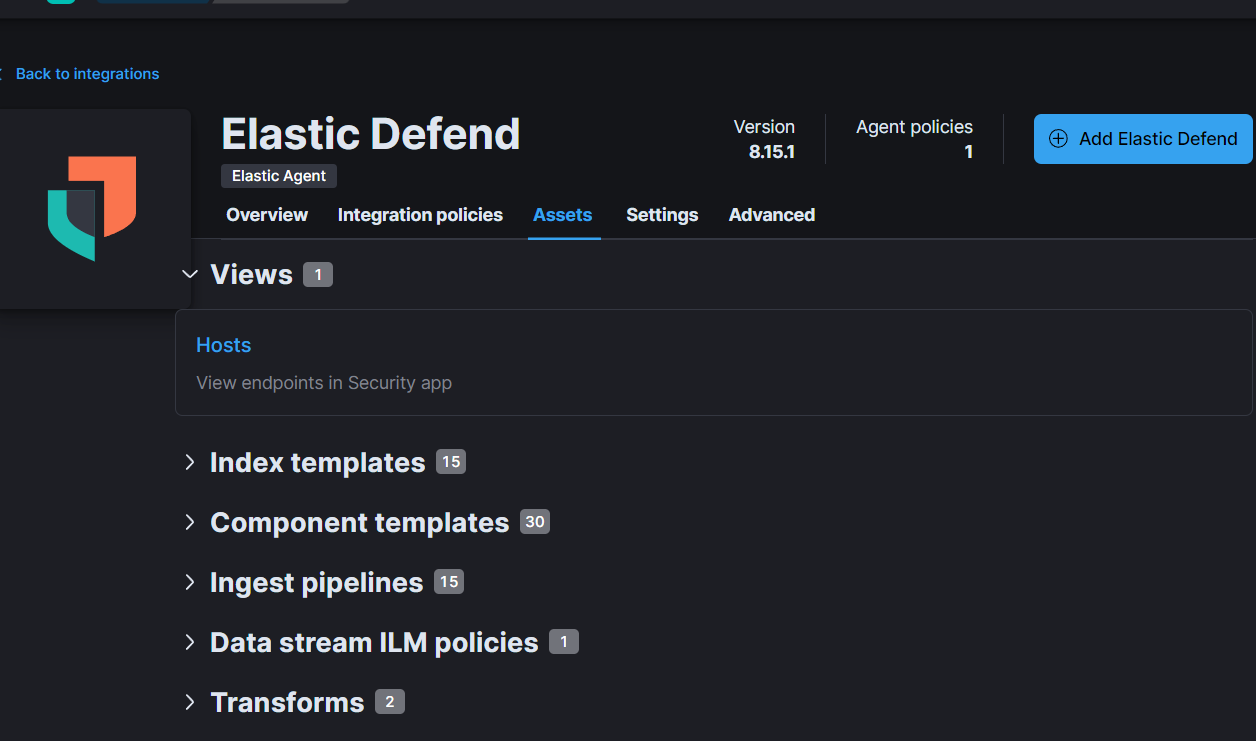 Back to integrations
Elastic Defend
Elastic Agent
Version
8.15.1
Agent policies
1
Add Elastic Defend
Overview
Integration policies
Assets
Settings
Advanced
Views 1
Hosts
View endpoints in Security app
Index templates 15
Component templates 30
Ingest pipelines 15
Data stream ILM policies 1
Transforms 2